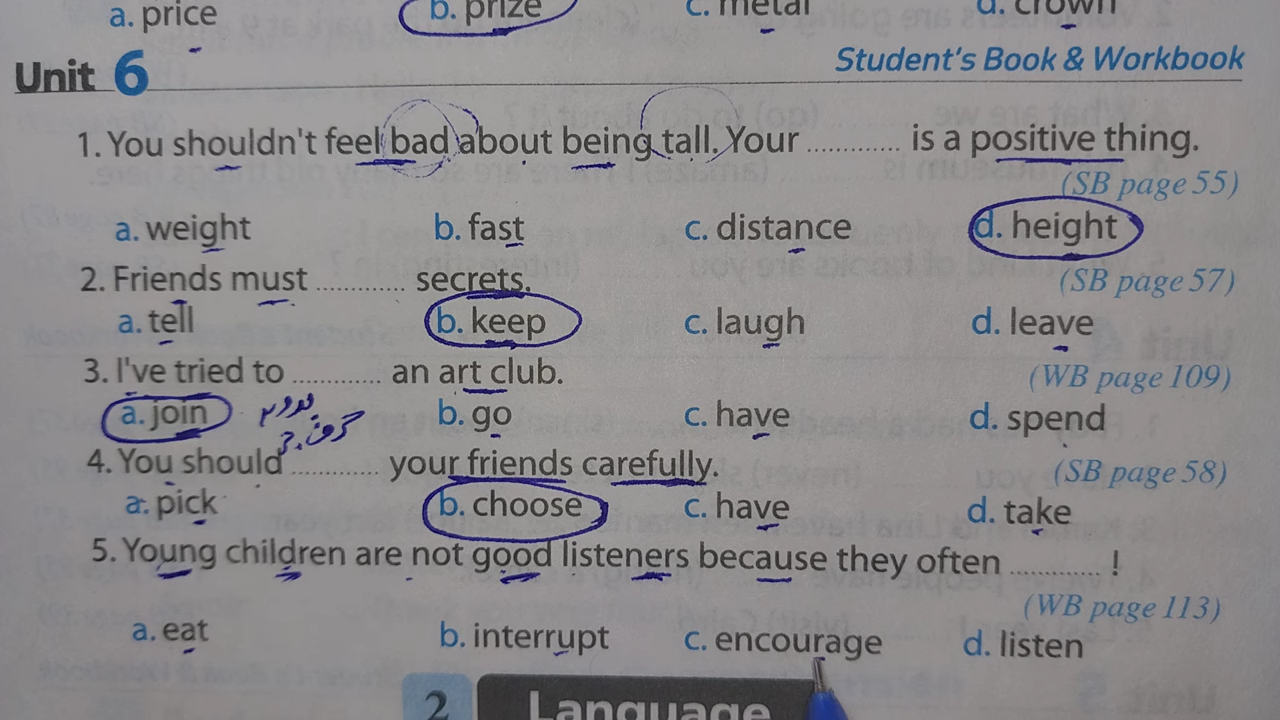 a. price b. prize c. metal d. crown
Unit 6 Student's Book & Workbook
1. You shouldn't feel bad about being tall. Your ............ is a positive thing.
(SB page 55)
a. weight b. fast c. distance d. height
2. Friends must ............ secrets. (SB page 57)
a. tell b. keep c. laugh d. leave
3. I've tried to ............ an art club. (WB page 109)
a. join b. go c. have d. spend
4. You should ............ your friends carefully. (SB page 58)
a. pick b. choose c. have d. take
5. Young children are not good listeners because they often ............ !
(WB page 113)
a. eat b. interrupt c. encourage d. listen
2 Language